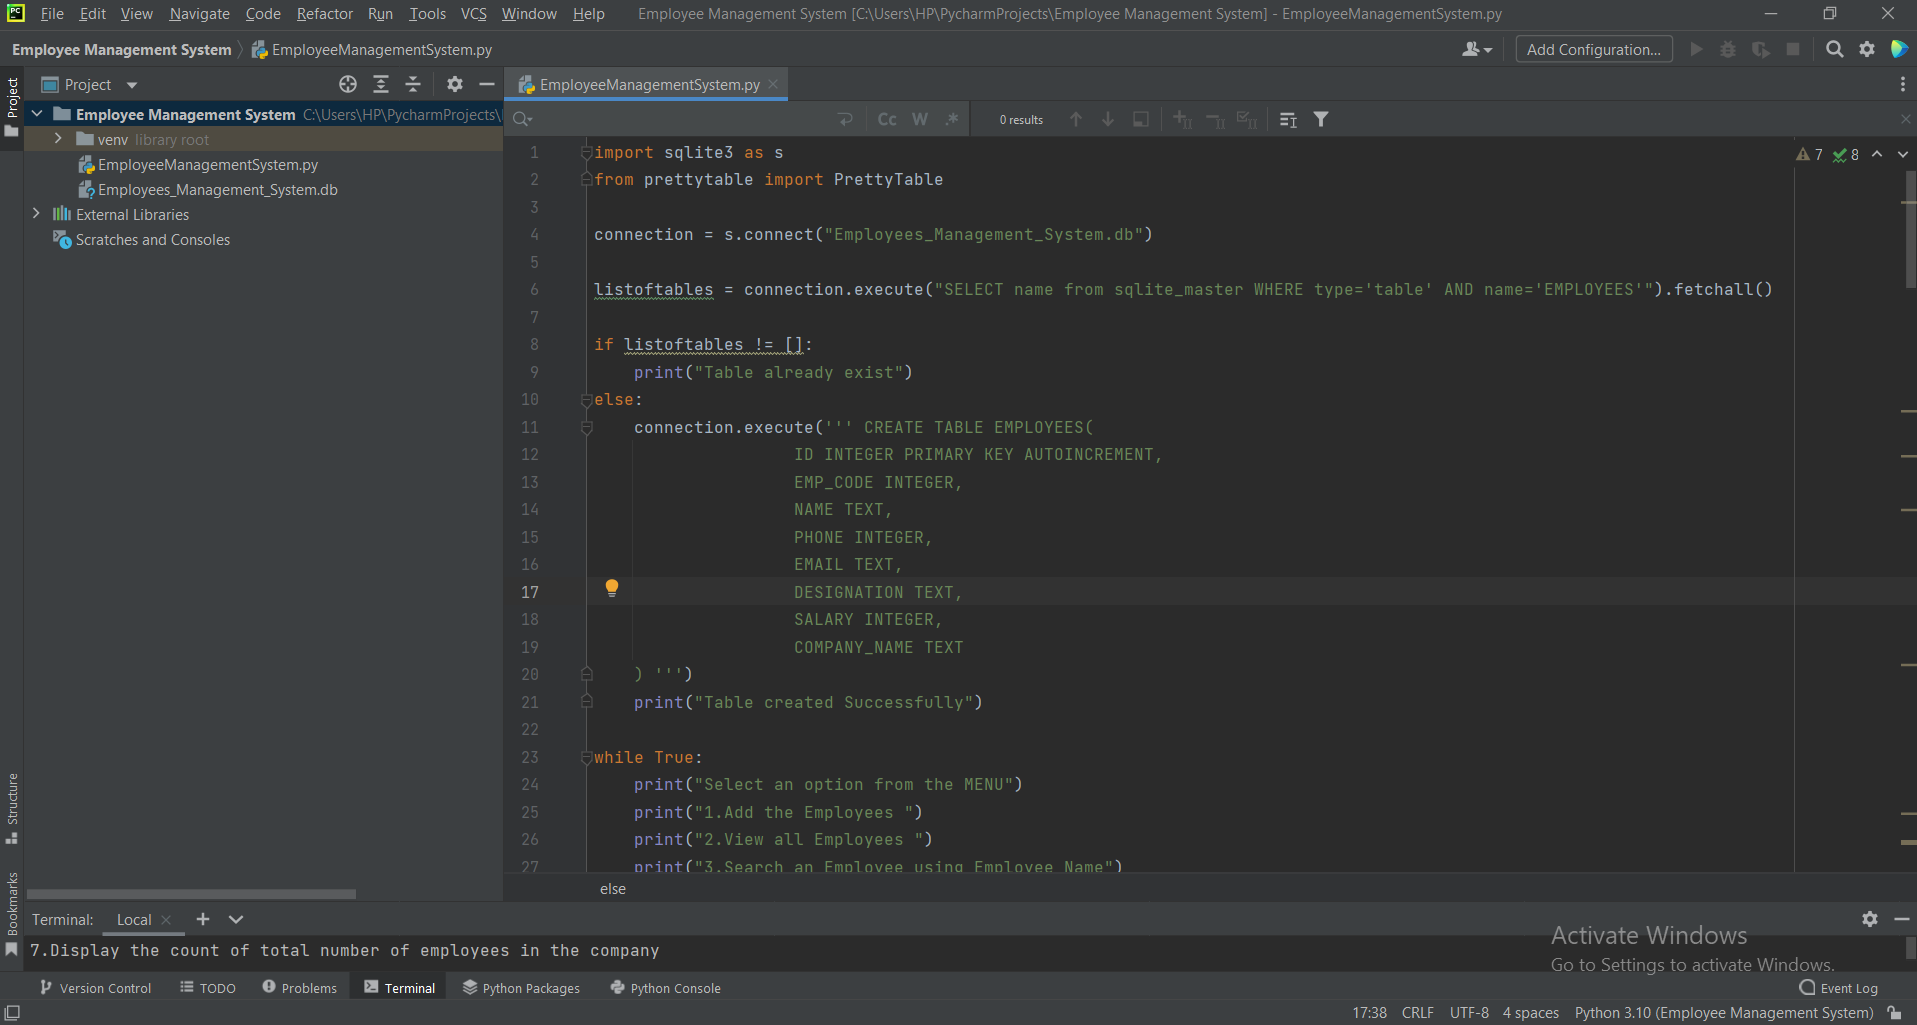 PC File Edit View Navigate Code Refactor Run Tools VCS Window Help Employee Management System [C:\Users\HP\PycharmProjects\Employee Management System] - EmployeeManagementSystem.py
Employee Management System EmployeeManagementSystem.py Add Configuration...
Project
Project
EmployeeManagementSystem.py
Employee Management System C:\Users\HP\PycharmProjects\
venv library root
EmployeeManagementSystem.py
Employees_Management_System.db
External Libraries
Scratches and Consoles
Cc W .* 0 results
7 8
1 import sqlite3 as s
2 from prettytable import PrettyTable
3
4 connection = s.connect("Employees_Management_System.db")
5
6 listoftables = connection.execute("SELECT name from sqlite_master WHERE type='table' AND name='EMPLOYEES'").fetchall()
7
8 if listoftables != []:
9 print("Table already exist")
10 else:
11 connection.execute(''' CREATE TABLE EMPLOYEES(
12 ID INTEGER PRIMARY KEY AUTOINCREMENT,
13 EMP_CODE INTEGER,
14 NAME TEXT,
15 PHONE INTEGER,
16 EMAIL TEXT,
17 DESIGNATION TEXT,
18 SALARY INTEGER,
19 COMPANY_NAME TEXT
20 ) ''')
21 print("Table created Successfully")
22
23 while True:
24 print("Select an option from the MENU")
25 print("1.Add the Employees ")
26 print("2.View all Employees ")
27 print("3.Search an Employee using Employee Name")
else
Structure
Bookmarks
Terminal: Local
7.Display the count of total number of employees in the company
Activate Windows
Go to Settings to activate Windows.
Version Control TODO Problems Terminal Python Packages Python Console Event Log
17:38 CRLF UTF-8 4 spaces Python 3.10 (Employee Management System)